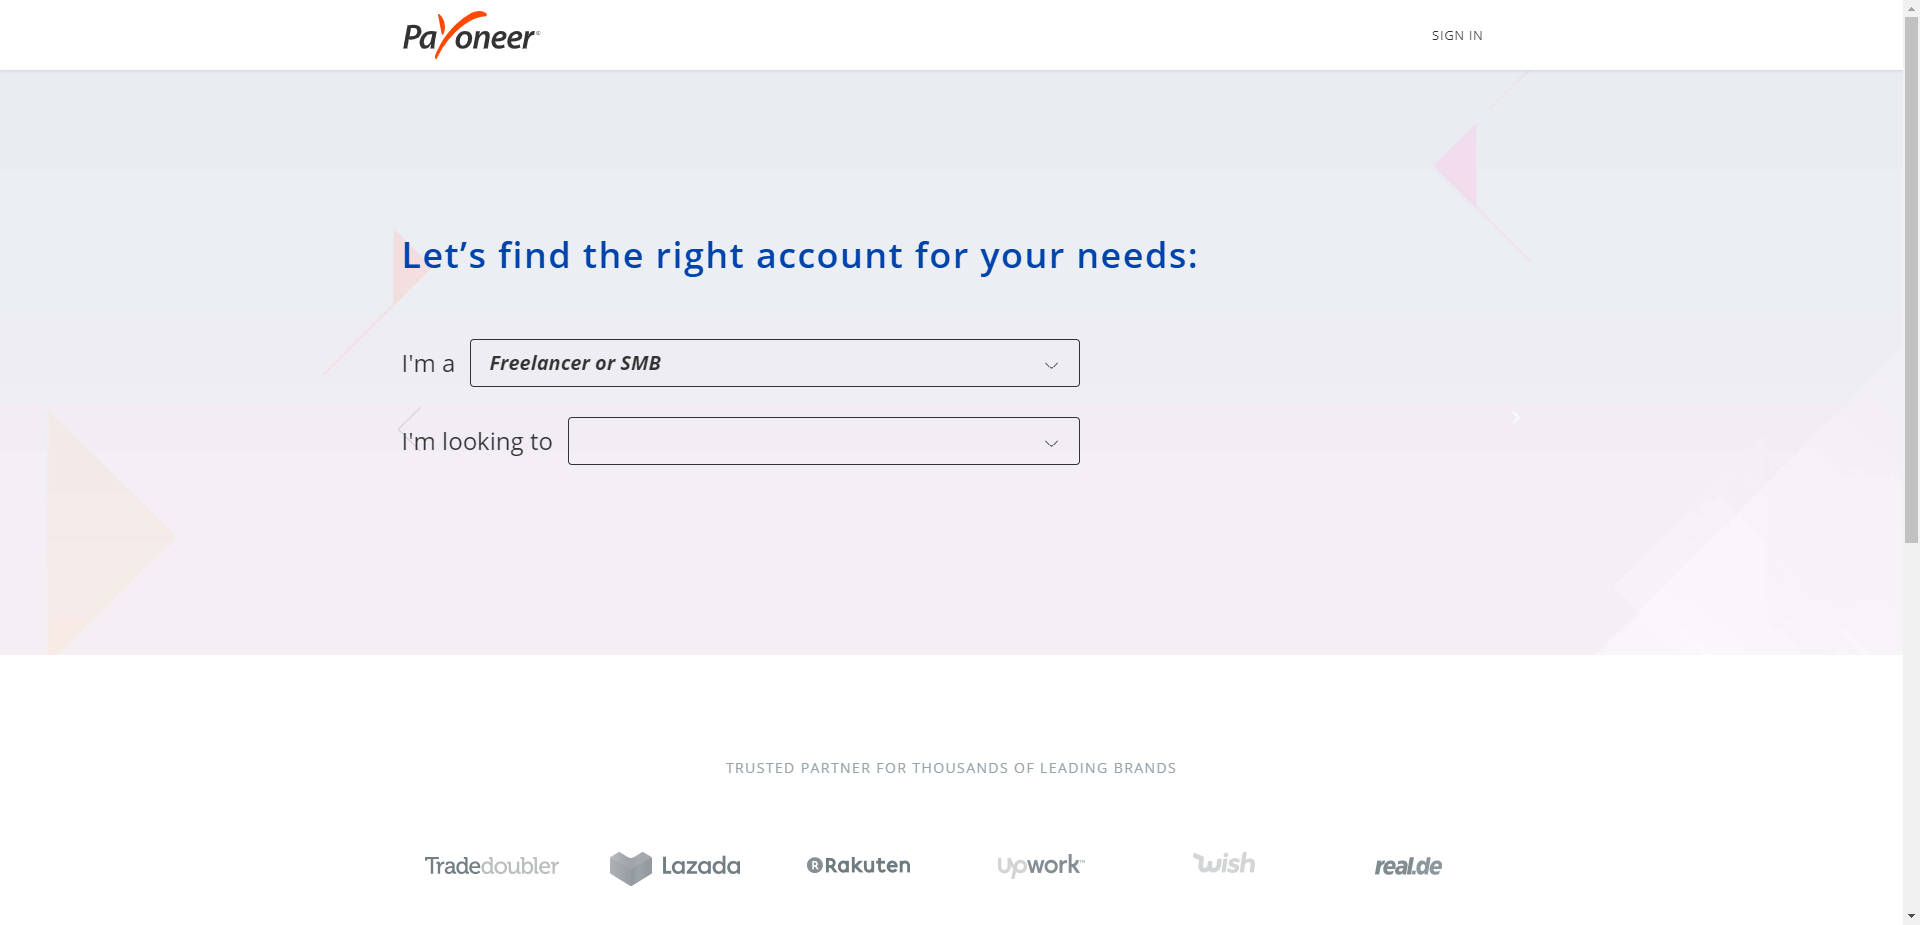 Payoneer®
SIGN IN
Let’s find the right account for your needs:
I'm a Freelancer or SMB
I'm looking to
TRUSTED PARTNER FOR THOUSANDS OF LEADING BRANDS
Tradedoubler Lazada Rakuten Upwork™ wish real.de